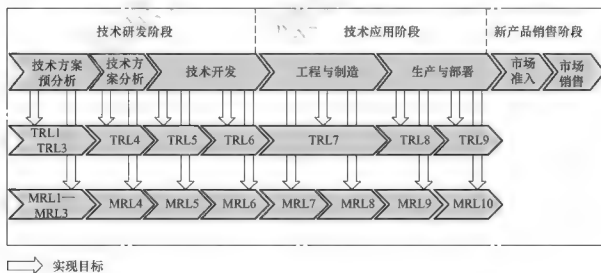 技术研发阶段
技术应用阶段
新产品销售阶段
技术方案
预分析
技术方
案分析
技术开发
工程与制造
生产与部署
市场
准入
市场
销售
TRL1
TRL3
TRL4
TRL5
TRL6
TRL7
TRL8
TRL9
MRL1—
MRL3
MRL4
MRL5
MRL6
MRL7
MRL8
MRL9
MRL10
实现目标